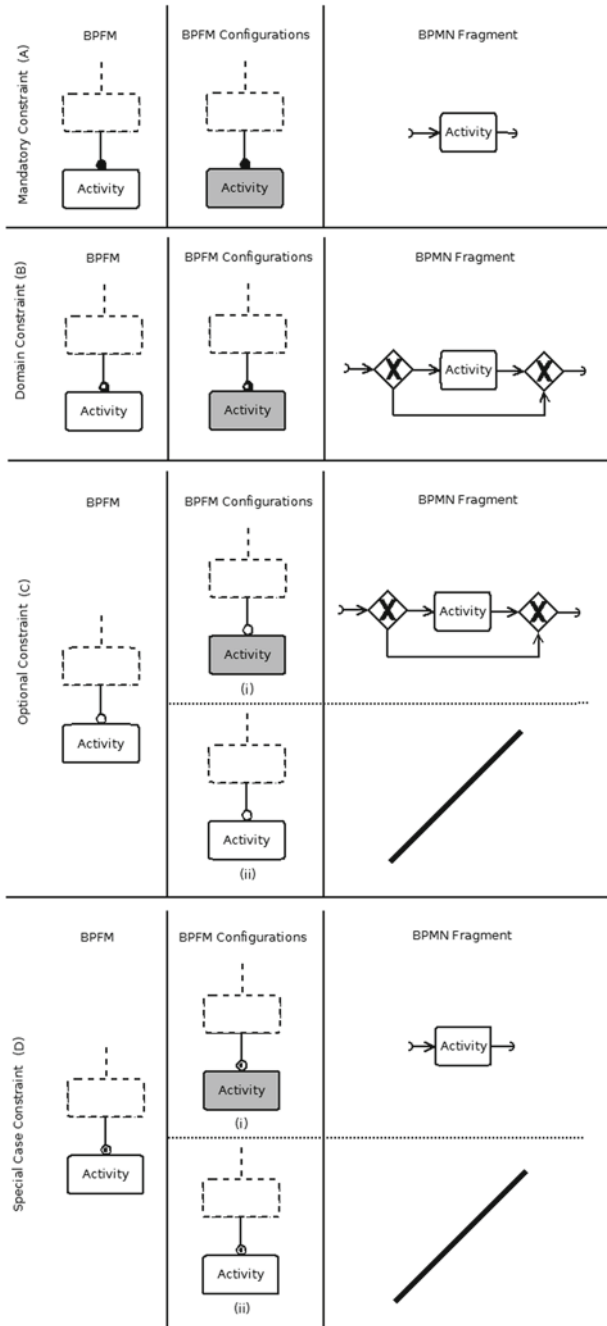 Mandatory Constraint (A)
BPFM
BPFM Configurations
BPMN Fragment
Activity
Activity
Activity
Domain Constraint (B)
BPFM
BPFM Configurations
BPMN Fragment
Activity
Activity
X
Activity
X
Optional Constraint (C)
BPFM
BPFM Configurations
BPMN Fragment
Activity
Activity
(i)
X
Activity
X
Activity
(ii)
Special Case Constraint (D)
BPFM
BPFM Configurations
BPMN Fragment
Activity
Activity
(i)
Activity
Activity
(ii)